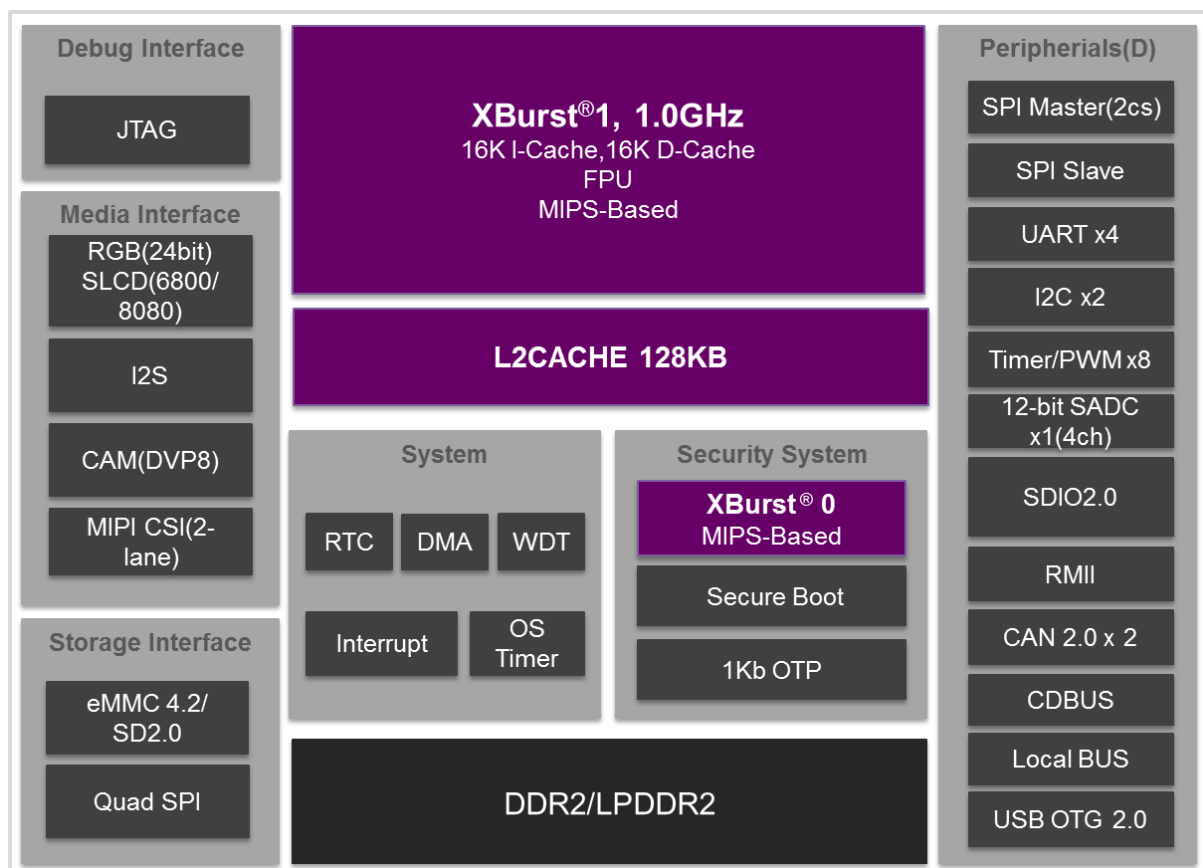 Debug Interface
JTAG
Media Interface
RGB(24bit)
SLCD(6800/
8080)
I2S
CAM(DVP8)
MIPI CSI(2-
lane)
Storage Interface
eMMC 4.2/
SD2.0
Quad SPI
XBurst®1, 1.0GHz
16K I-Cache,16K D-Cache
FPU
MIPS-Based
L2CACHE 128KB
System
RTC
DMA
WDT
Interrupt
OS
Timer
Security System
XBurst® 0
MIPS-Based
Secure Boot
1Kb OTP
DDR2/LPDDR2
Peripherials(D)
SPI Master(2cs)
SPI Slave
UART x4
I2C x2
Timer/PWM x8
12-bit SADC
x1(4ch)
SDIO2.0
RMII
CAN 2.0 x 2
CDBUS
Local BUS
USB OTG 2.0